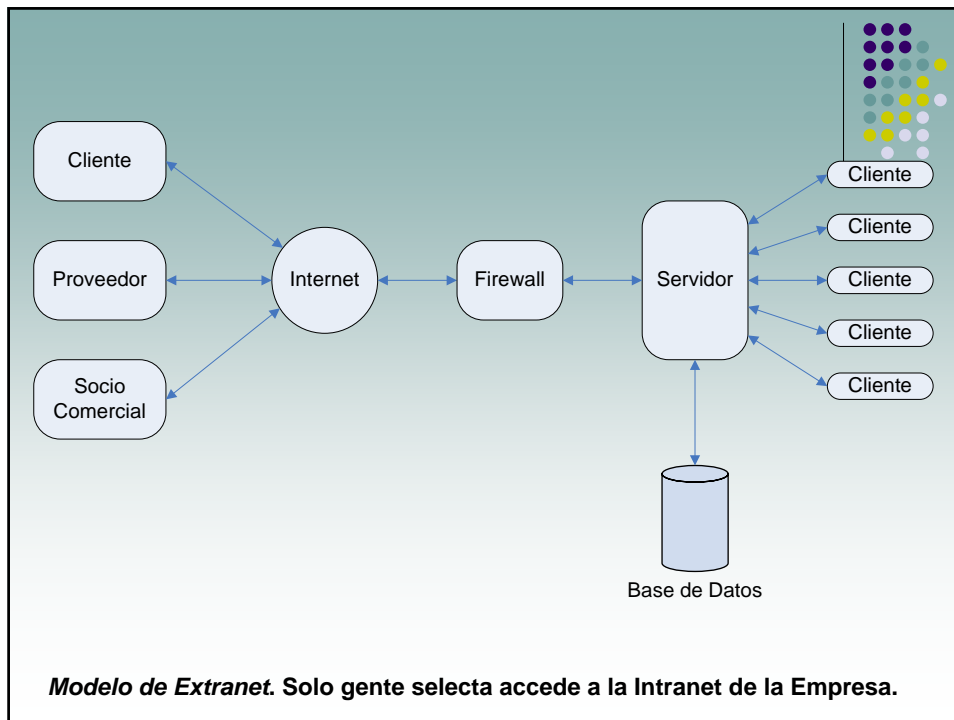 Cliente
Proveedor
Socio
Comercial
Internet
Firewall
Servidor
Cliente
Cliente
Cliente
Cliente
Cliente
Base de Datos
Modelo de Extranet. Solo gente selecta accede a la Intranet de la Empresa.